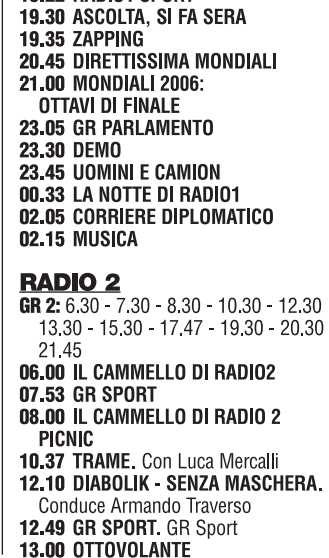 19.30 ASCOLTA, SI FA SERA
19.35 ZAPPING
20.45 DIRETTISSIMA MONDIALI
21.00 MONDIALI 2006:
OTTAVI DI FINALE
23.05 GR PARLAMENTO
23.30 DEMO
23.45 UOMINI E CAMION
00.33 LA NOTTE DI RADIO1
02.05 CORRIERE DIPLOMATICO
02.15 MUSICA
RADIO 2
GR 2: 6.30 - 7.30 - 8.30 - 10.30 - 12.30
13.30 - 15.30 - 17.47 - 19.30 - 20.30
21.45
06.00 IL CAMMELLO DI RADIO2
07.53 GR SPORT
08.00 IL CAMMELLO DI RADIO 2
PICNIC
10.37 TRAME. Con Luca Mercalli
12.10 DIABOLIK - SENZA MASCHERA.
Conduce Armando Traverso
12.49 GR SPORT. GR Sport
13.00 OTTOVOLANTE